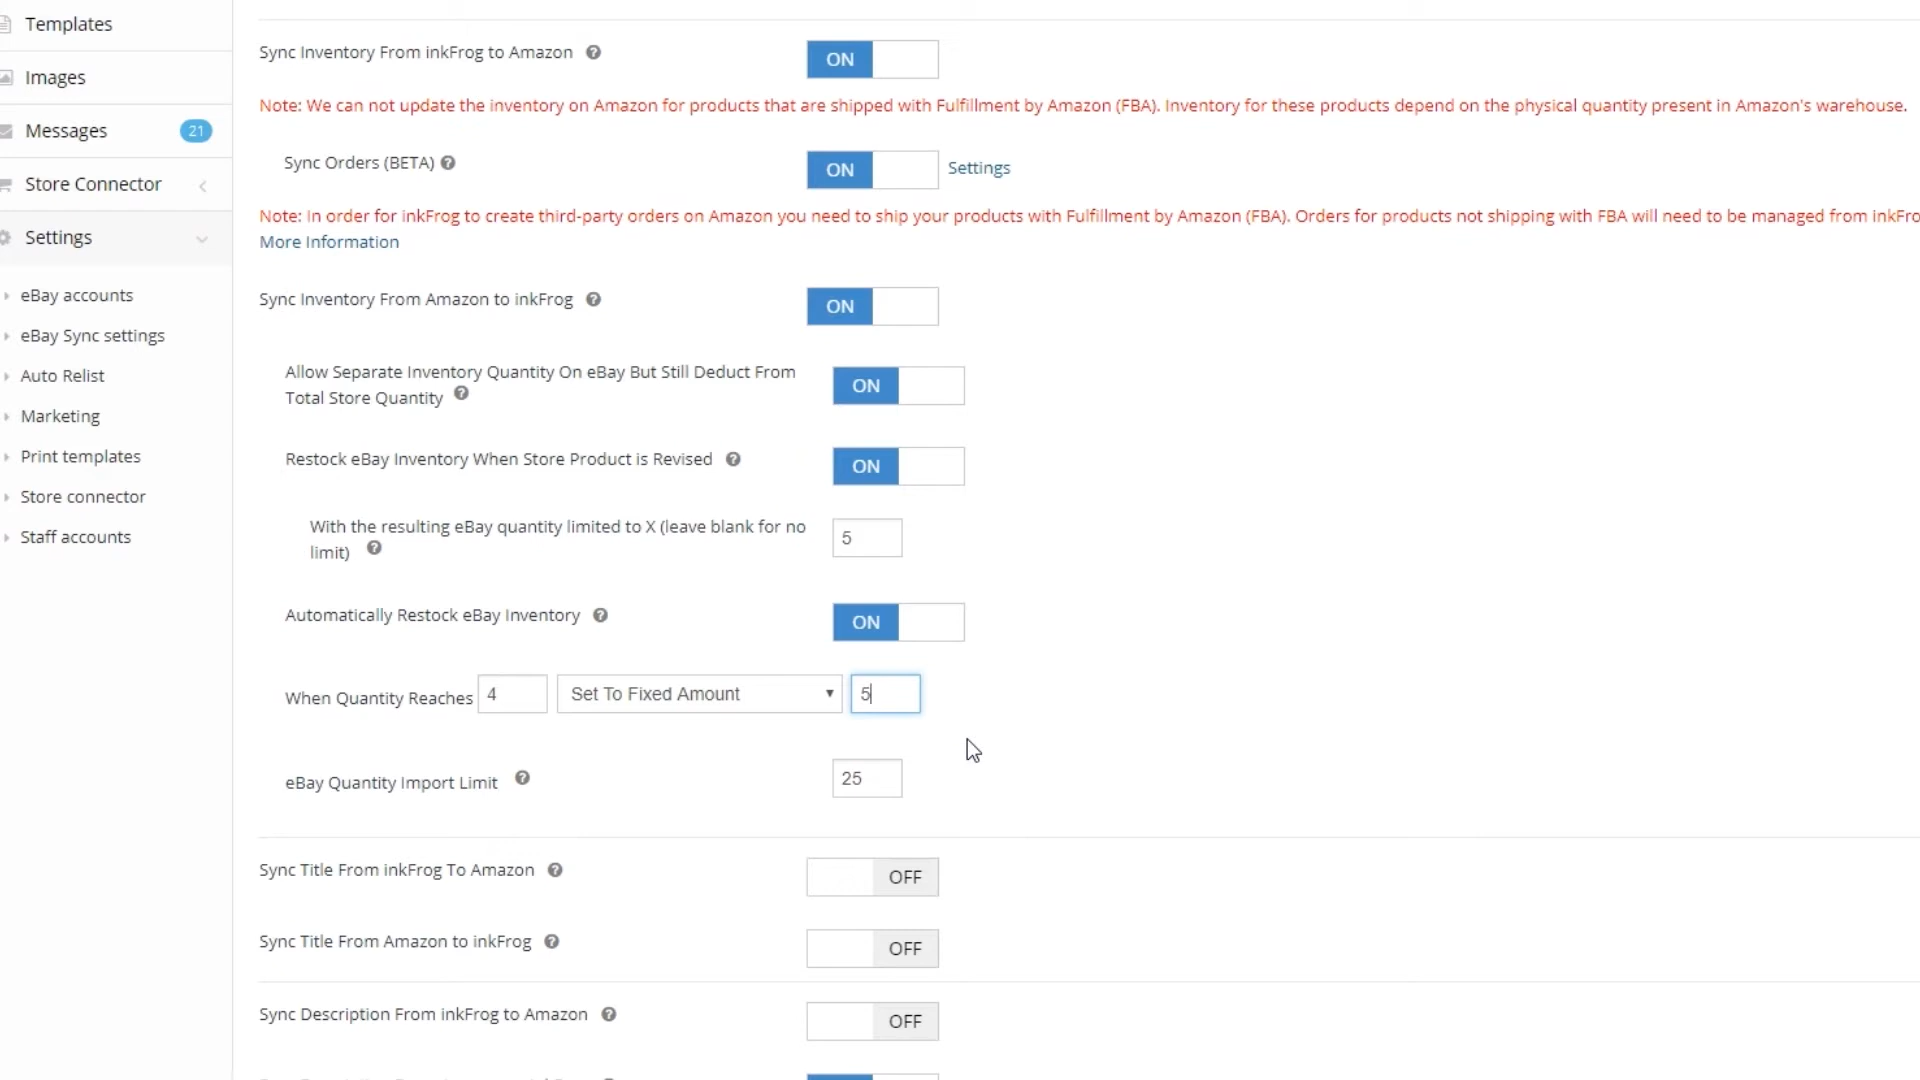 Templates
Images
Messages 21
Store Connector
Settings
eBay accounts
eBay Sync settings
Auto Relist
Marketing
Print templates
Store connector
Staff accounts
Sync Inventory From inkFrog to Amazon ON
Note: We can not update the inventory on Amazon for products that are shipped with Fulfillment by Amazon (FBA). Inventory for these products depend on the physical quantity present in Amazon's warehouse.
Sync Orders (BETA) ON Settings
Note: In order for inkFrog to create third-party orders on Amazon you need to ship your products with Fulfillment by Amazon (FBA). Orders for products not shipping with FBA will need to be managed from inkFro
More Information
Sync Inventory From Amazon to inkFrog ON
Allow Separate Inventory Quantity On eBay But Still Deduct From
Total Store Quantity ON
Restock eBay Inventory When Store Product is Revised ON
With the resulting eBay quantity limited to X (leave blank for no
limit) 5
Automatically Restock eBay Inventory ON
When Quantity Reaches 4 Set To Fixed Amount 5
eBay Quantity Import Limit 25
Sync Title From inkFrog To Amazon OFF
Sync Title From Amazon to inkFrog OFF
Sync Description From inkFrog to Amazon OFF